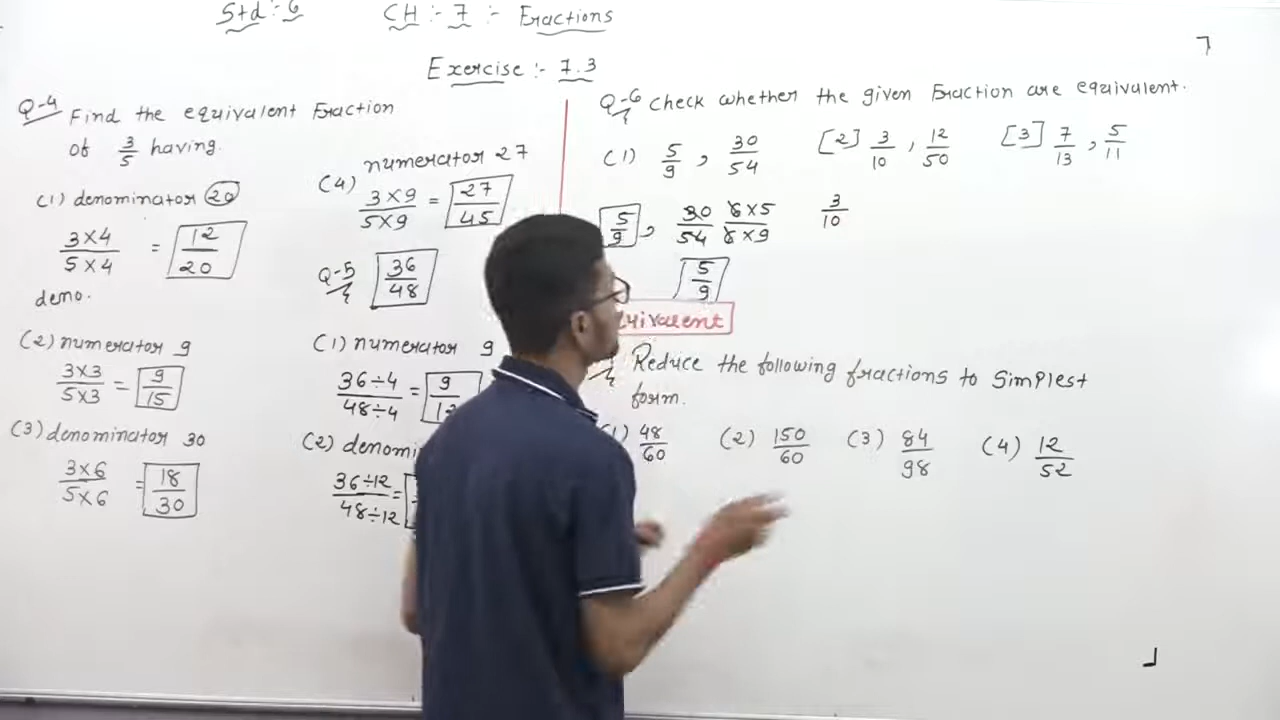 Std :- 6 CH :- 7 :- Fractions
Exercise :- 7.3
Q-4 Find the equivalent Fraction
of 3/5 having.
(1) denominator 20
3×4/5×4 = 12/20
deno.
(2) numerator 9
3×3/5×3 = 9/15
(3) denominator 30
3×6/5×6 = 18/30
(4) numerator 27
3×9/5×9 = 27/45
Q-5 36/48
(1) numerator 9
36÷4/48÷4 = 9/
(2)
36÷12/48÷12 =
Q-6 Check whether the given Fraction are equivalent.
(1) 5/9 , 30/54 [2] 3/10 , 12/50 [3] 7/13 , 5/11
5/9 , 30/54 6×5/6×9 3/10
5/9
Reduce the following fractions to Simplest
form.
(1) 48/60 (2) 150/60 (3) 84/98 (4) 12/52